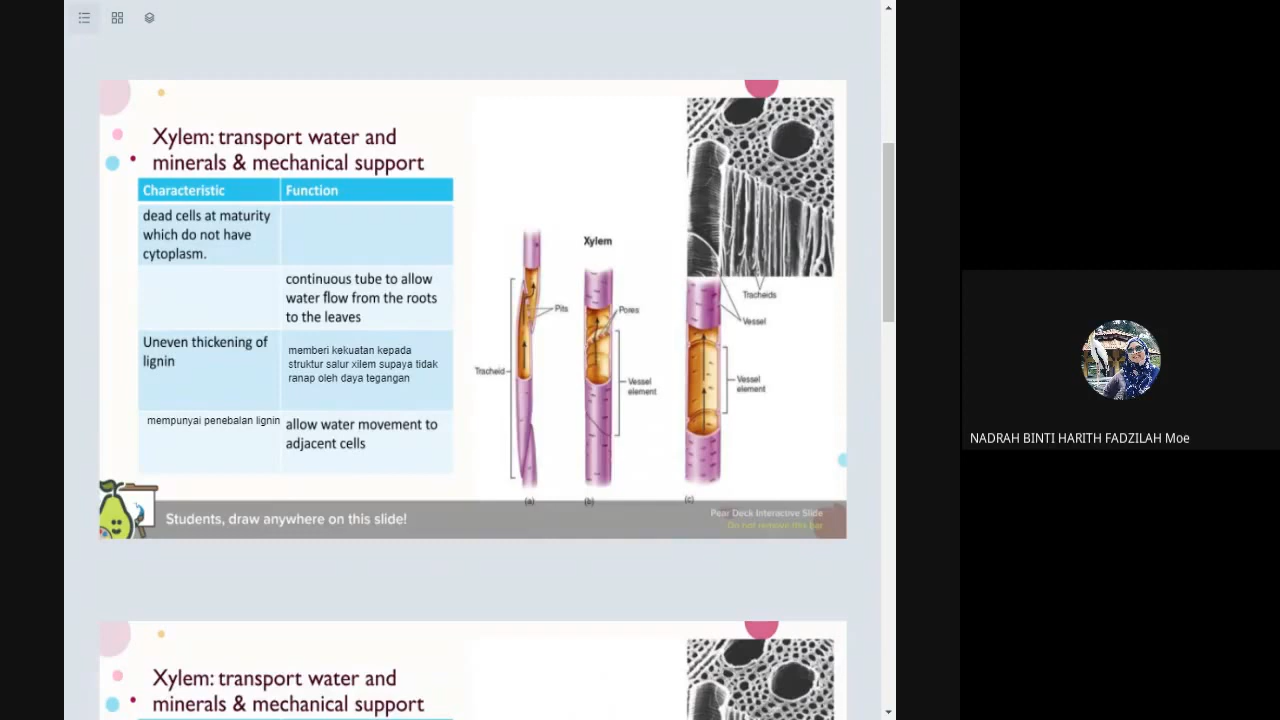 Xylem: transport water and
minerals & mechanical support
Characteristic
Function
dead cells at maturity
which do not have
cytoplasm.
continuous tube to allow
water flow from the roots
to the leaves
Uneven thickening of
lignin
memberi kekuatan kepada
struktur salur xilem supaya tidak
ranap oleh daya tegangan
mempunyai penebalan lignin
allow water movement to
adjacent cells
Xylem
Pits
Pores
Tracheid
Vessel
element
Tracheids
Vessel
Vessel
element
(a)
(b)
(c)
Students, draw anywhere on this slide!
Pear Deck Interactive Slide
Do not remove this bar
NADRAH BINTI HARITH FADZILAH Moe
Xylem: transport water and
minerals & mechanical support